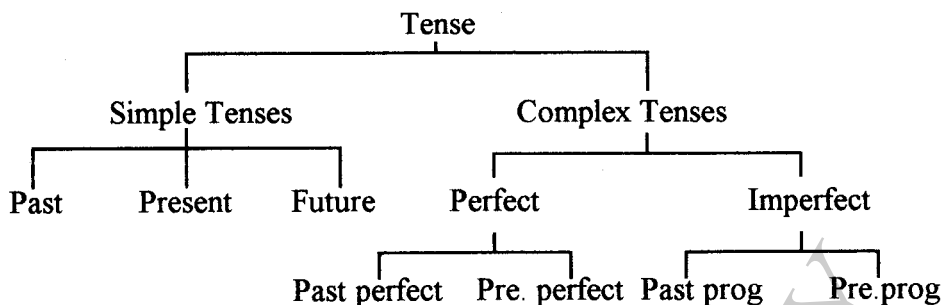 Tense
Simple Tenses Complex Tenses
Past Present Future Perfect Imperfect
Past perfect Pre. perfect Past prog Pre.prog